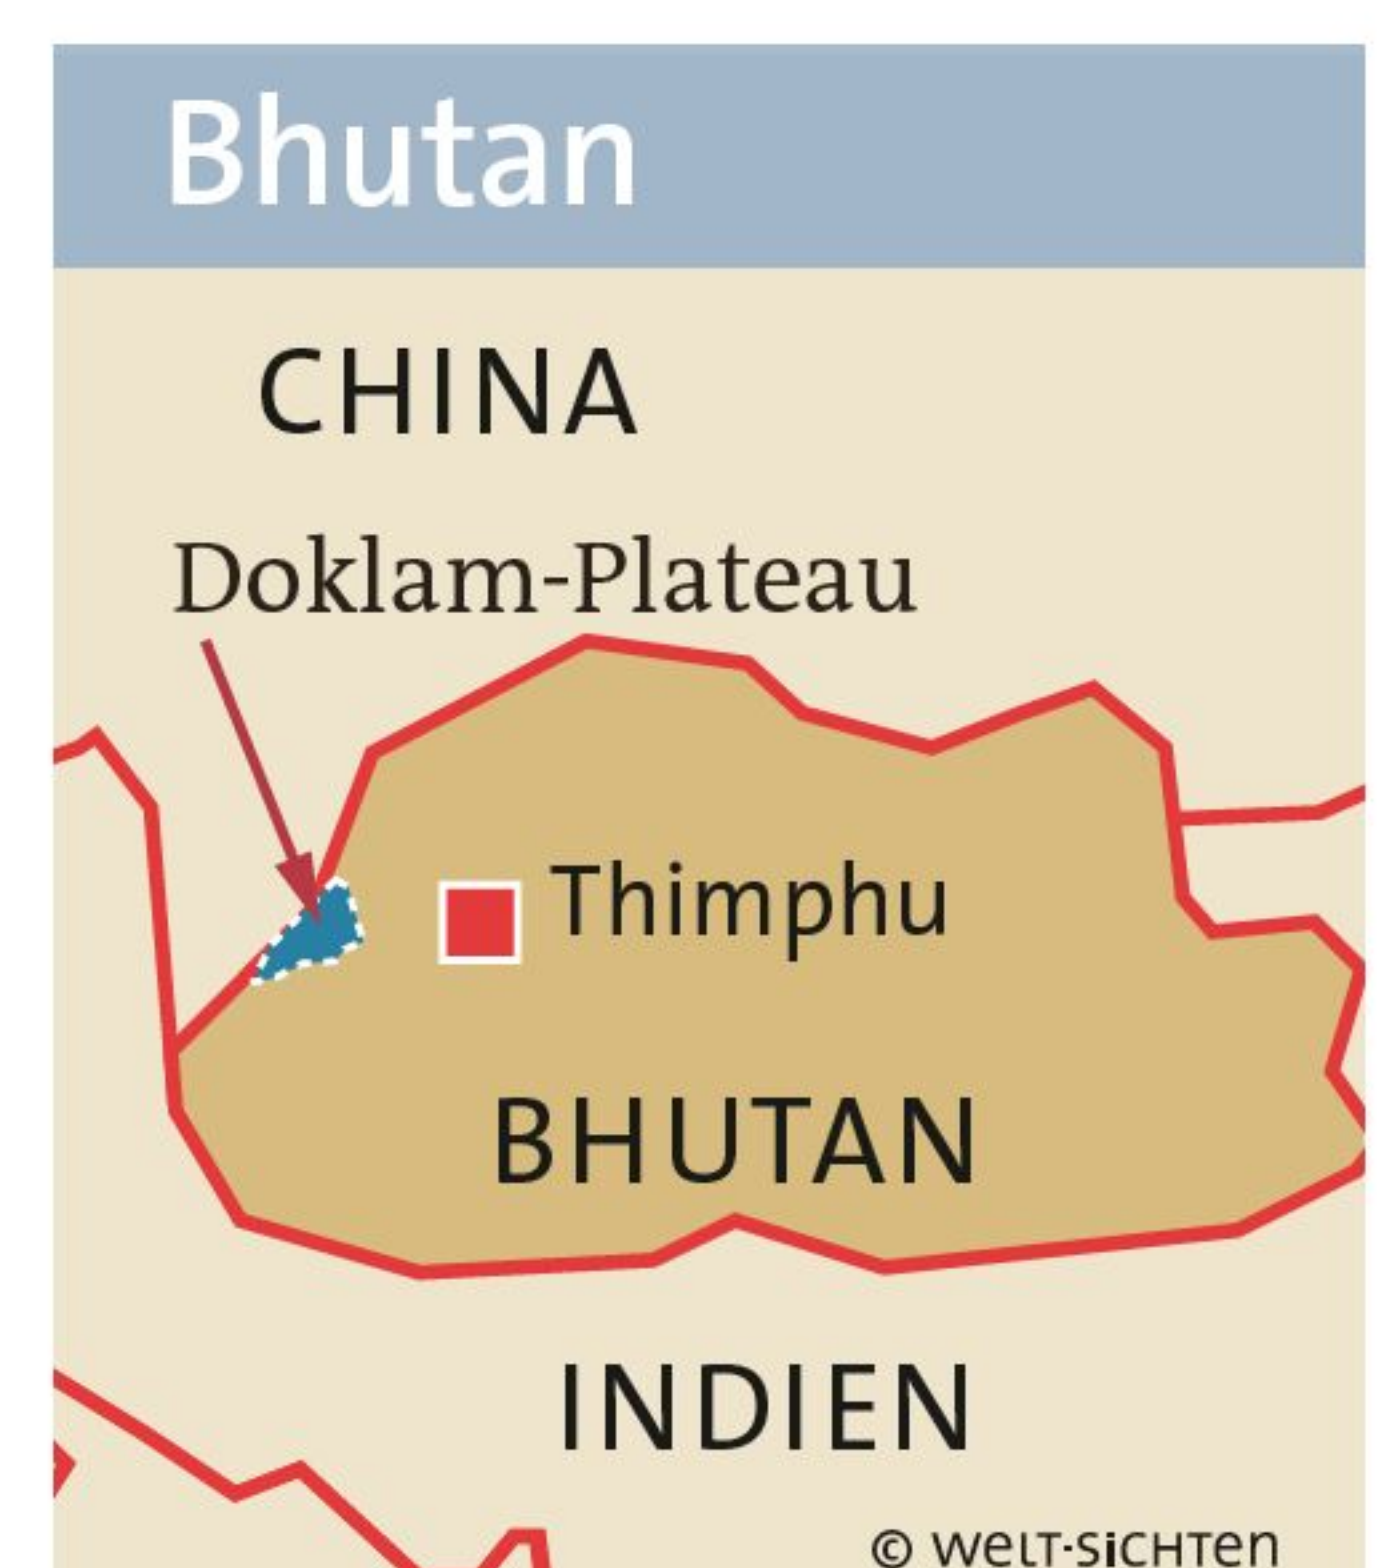 Bhutan
CHINA
Doklam-Plateau
Thimphu
BHUTAN
INDIEN
© WELT-SiCHTEN